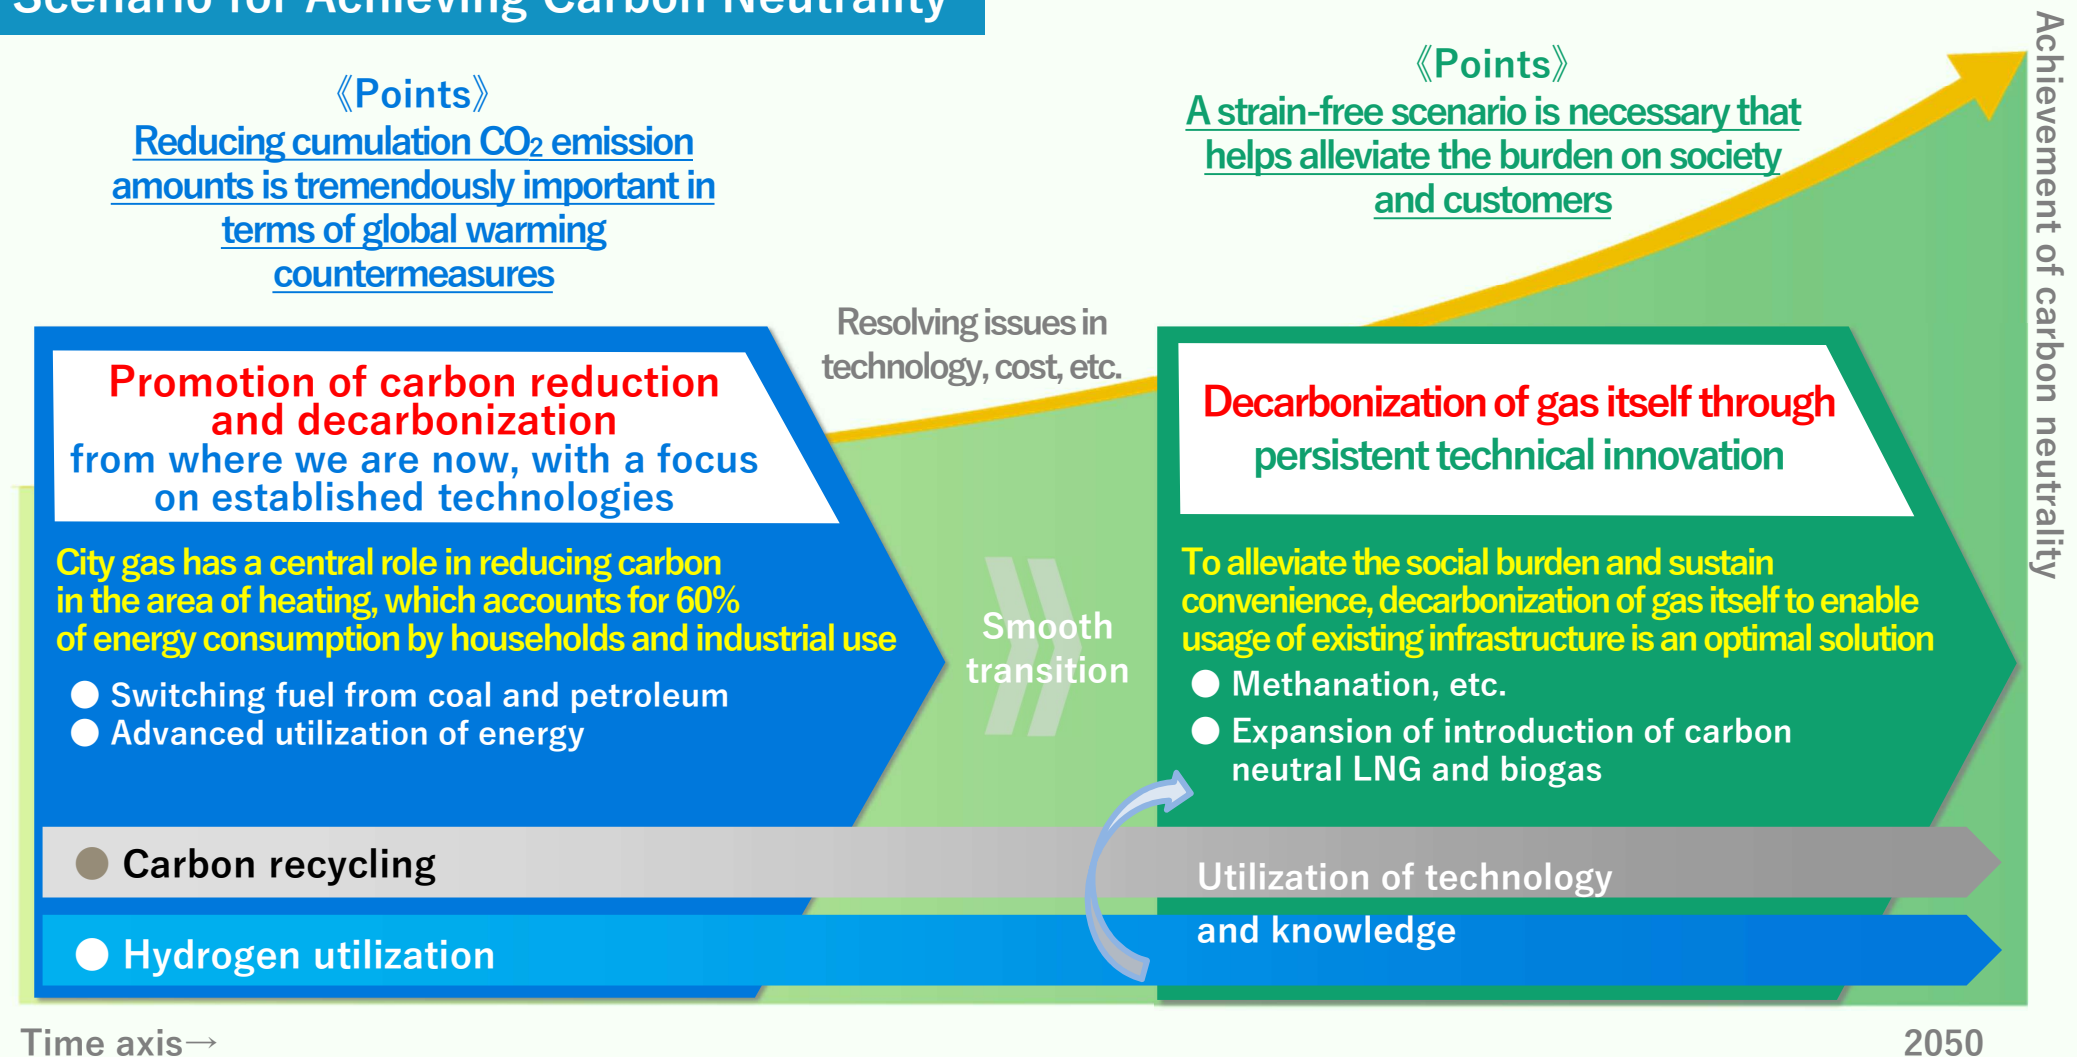 Scenario for Achieving Carbon Neutrality
《Points》
Reducing cumulation CO₂ emission
amounts is tremendously important in
terms of global warming
countermeasures
《Points》
A strain-free scenario is necessary that
helps alleviate the burden on society
and customers
Achievement of carbon neutrality
Resolving issues in
technology, cost, etc.
Promotion of carbon reduction
and decarbonization
from where we are now, with a focus
on established technologies
City gas has a central role in reducing carbon
in the area of heating, which accounts for 60%
of energy consumption by households and industrial use
● Switching fuel from coal and petroleum
● Advanced utilization of energy
Smooth
transition
Decarbonization of gas itself through
persistent technical innovation
To alleviate the social burden and sustain
convenience, decarbonization of gas itself to enable
usage of existing infrastructure is an optimal solution
● Methanation, etc.
● Expansion of introduction of carbon
neutral LNG and biogas
● Carbon recycling
● Hydrogen utilization
Utilization of technology
and knowledge
Time axis→
2050